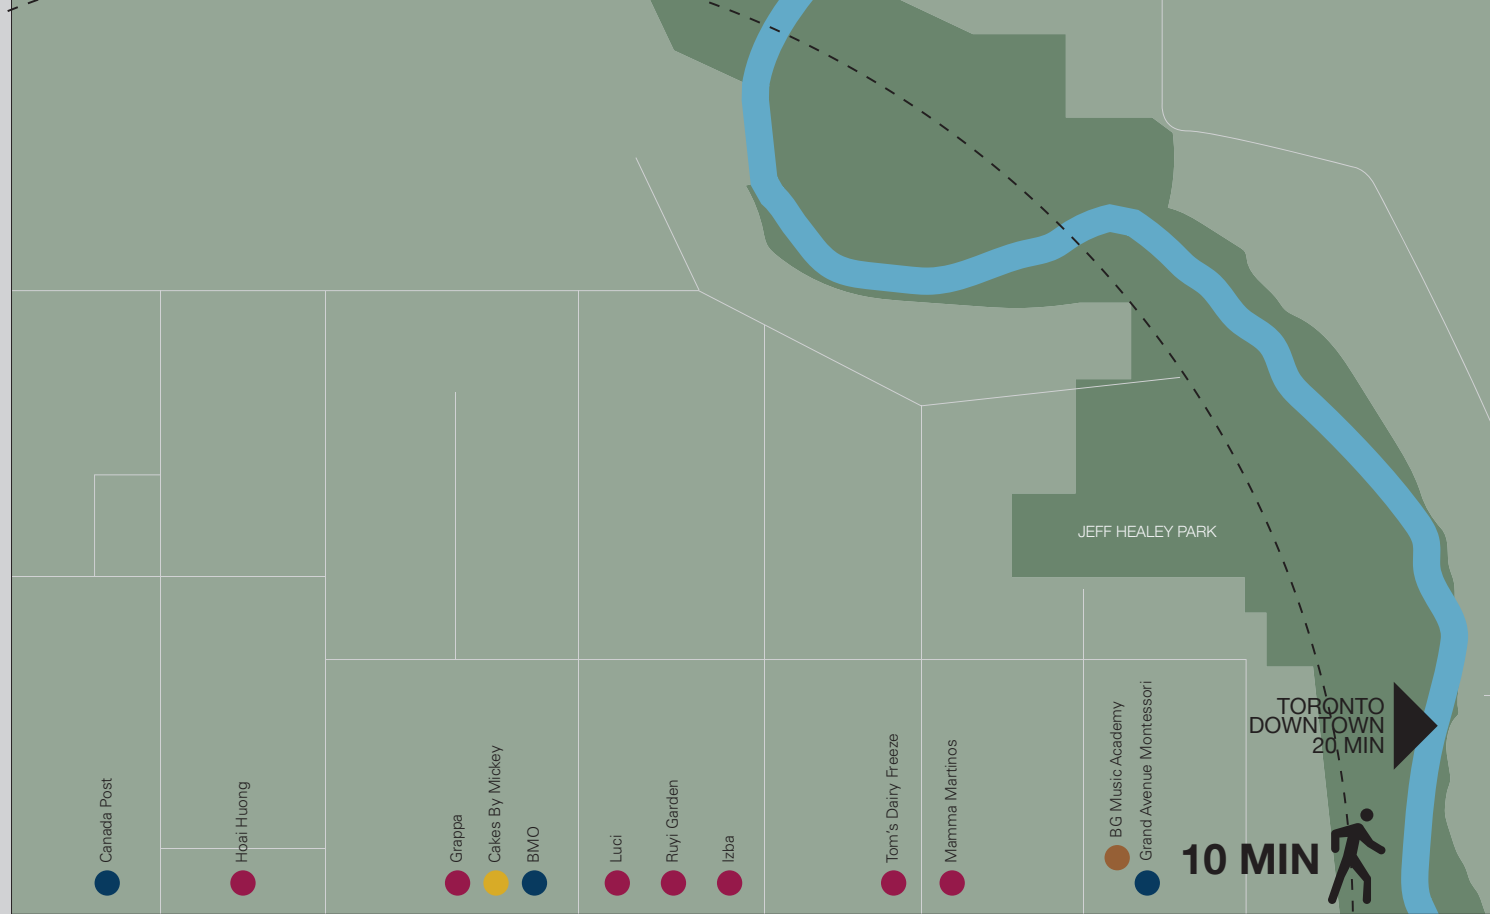 JEFF HEALEY PARK
TORONTO
DOWNTOWN
20 MIN
Canada Post
Hoai Huong
Grappa
Cakes By Mickey
BMO
Luci
Ruyi Garden
Izba
Tom's Dairy Freeze
Mamma Martinos
BG Music Academy
Grand Avenue Montessori
10 MIN